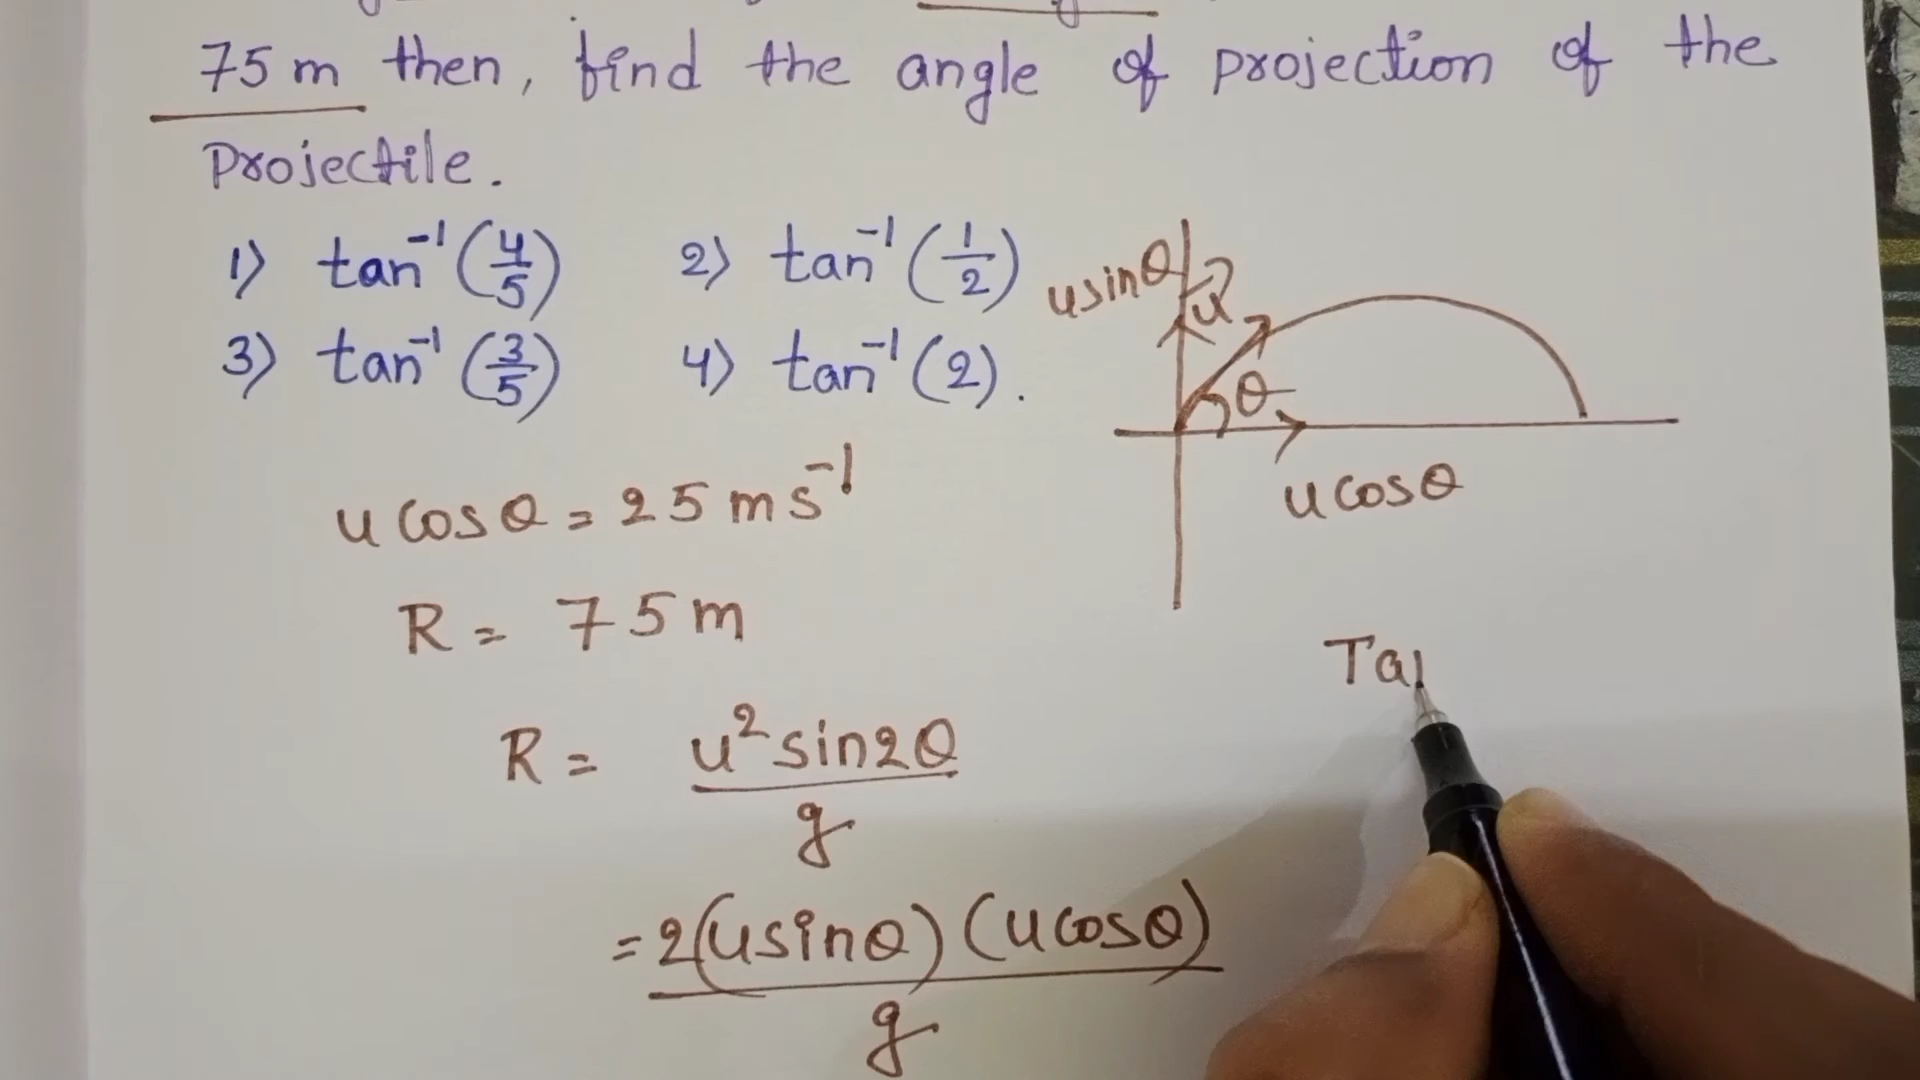 75 m then, find the angle of projection of the
Projectile.
1) tan⁻¹(4/5) 2) tan⁻¹(1/2)
3) tan⁻¹(3/5) 4) tan⁻¹(2).
usinθ
u
θ
ucosθ
u cosθ = 25 ms⁻¹
R = 75 m
Ta
R = u² sin2θ / g
= 2(usinθ)(ucosθ) / g